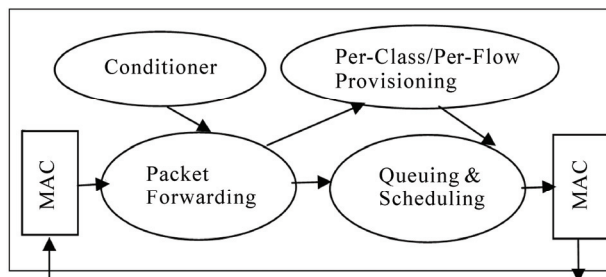 Conditioner
Per-Class/Per-Flow
Provisioning
MAC
Packet
Forwarding
Queuing &
Scheduling
MAC